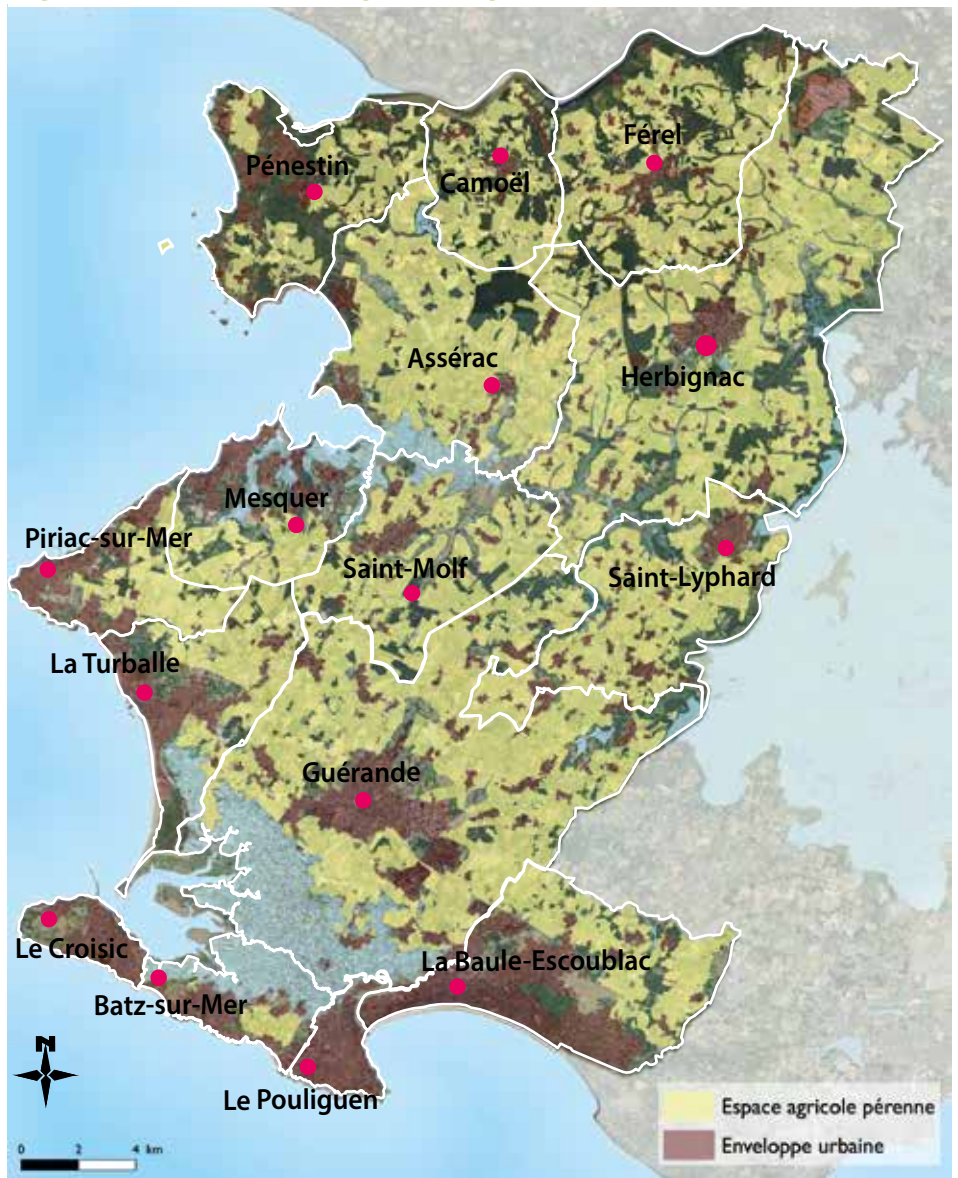 Férel
Pénestin
Camoël
Assérac
Herbignac
Mesquer
Piriac-sur-Mer
Saint-Molf
Saint-Lyphard
La Turballe
Guérande
Le Croisic
La Baule-Escoublac
Batz-sur-Mer
N
Le Pouliguen
Espace agricole pérenne
Enveloppe urbaine
0 2 4 km